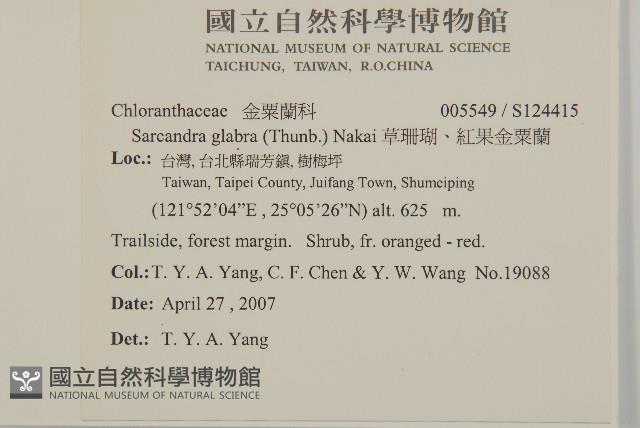 國立自然科學博物館
NATIONAL MUSEUM OF NATURAL SCIENCE
TAICHUNG, TAIWAN, R.O.CHINA
Chloranthaceae 金粟蘭科 005549 / S124415
Sarcandra glabra (Thunb.) Nakai 草珊瑚、紅果金粟蘭
Loc.: 台灣, 台北縣瑞芳鎮, 樹梅坪
Taiwan, Taipei County, Juifang Town, Shumeiping
(121°52’04”E , 25°05’26”N) alt. 625 m.
Trailside, forest margin. Shrub, fr. oranged - red.
Col.: T. Y. A. Yang, C. F. Chen & Y. W. Wang No.19088
Date: April 27 , 2007
Det.: T. Y. A. Yang
國立自然科學博物館
NATIONAL MUSEUM OF NATURAL SCIENCE